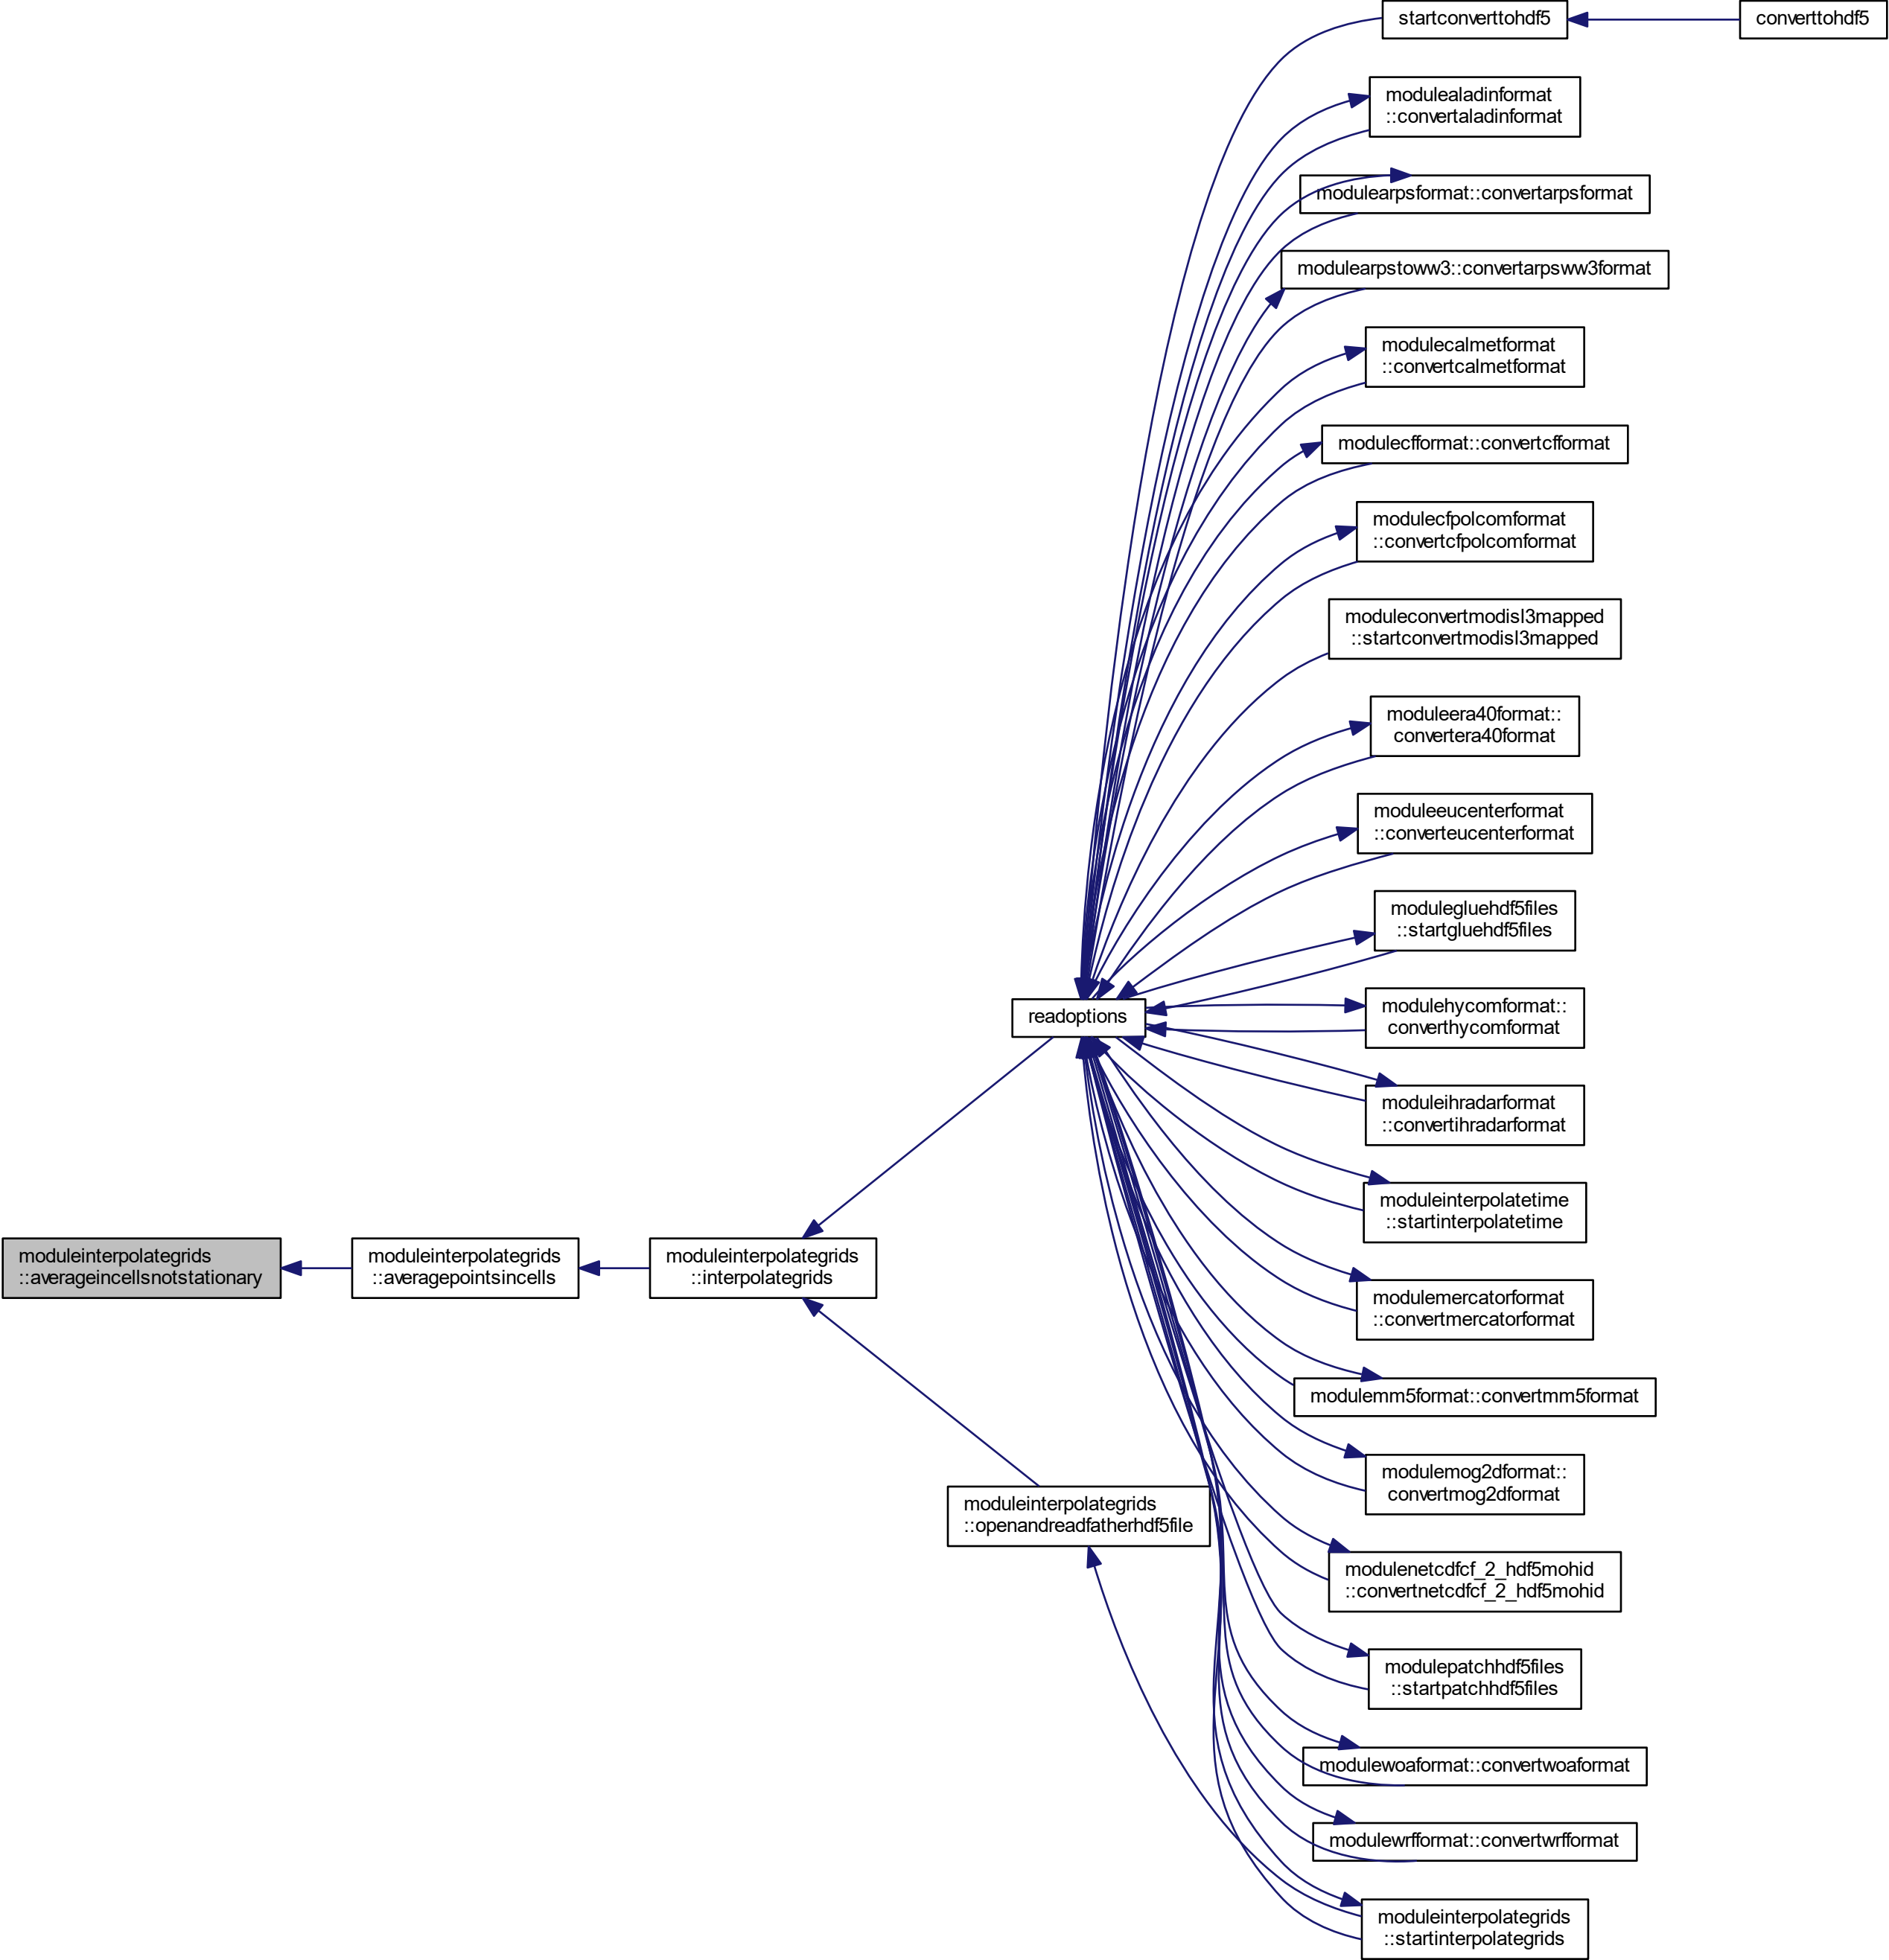 startconverttohdf5
converttohdf5
modulealadinformat
::convertaladinformat
modulearpsformat::convertarpsformat
modulearpstoww3::convertarpsww3format
modulecalmetformat
::convertcalmetformat
modulecfformat::convertcfformat
modulecfpolcomformat
::convertcfpolcomformat
moduleconvertmodisl3mapped
::startconvertmodisl3mapped
moduleera40format::
convertera40format
moduleeucenterformat
::converteucenterformat
modulegluehdf5files
::startgluehdf5files
readoptions
modulehycomformat::
converthycomformat
moduleihradarformat
::convertihradarformat
moduleinterpolatetime
::startinterpolatetime
moduleinterpolategrids
::averageincellsnotstationary
moduleinterpolategrids
::averagepointsincells
moduleinterpolategrids
::interpolategrids
modulemercatorformat
::convertmercatorformat
modulemm5format::convertmm5format
modulemog2dformat::
convertmog2dformat
moduleinterpolategrids
::openandreadfatherhdf5file
modulenetcdfcf_2_hdf5mohid
::convertnetcdfcf_2_hdf5mohid
modulepatchhdf5files
::startpatchhdf5files
modulewoaformat::convertwoaformat
modulewrfformat::convertwrfformat
moduleinterpolategrids
::startinterpolategrids